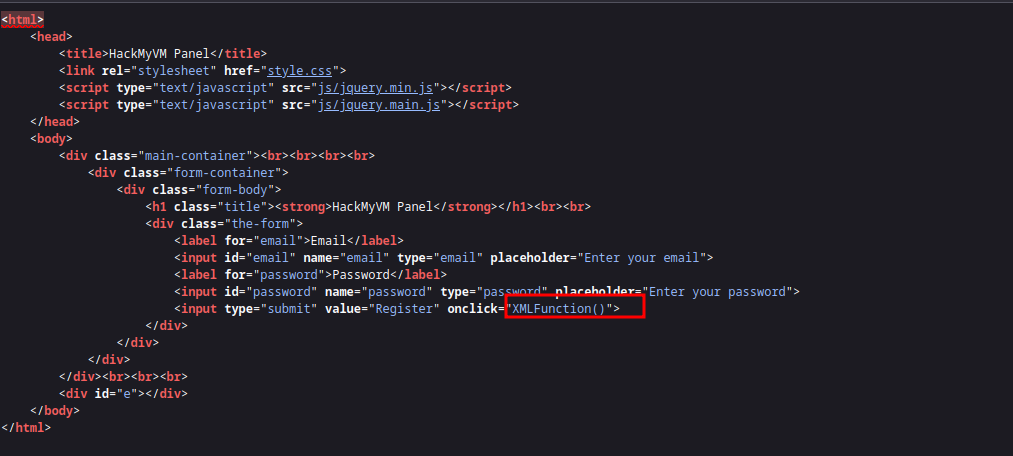 <html>
<head>
<title>HackMyVM Panel</title>
<link rel="stylesheet" href="style.css">
<script type="text/javascript" src="js/jquery.min.js"></script>
<script type="text/javascript" src="js/jquery.main.js"></script>
</head>
<body>
<div class="main-container"><br><br><br><br>
<div class="form-container">
<div class="form-body">
<h1 class="title"><strong>HackMyVM Panel</strong></h1><br><br>
<div class="the-form">
<label for="email">Email</label>
<input id="email" name="email" type="email" placeholder="Enter your email">
<label for="password">Password</label>
<input id="password" name="password" type="password" placeholder="Enter your password">
<input type="submit" value="Register" onclick="XMLFunction()">
</div>
</div>
</div>
</div><br><br><br>
<div id="e"></div>
</body>
</html>